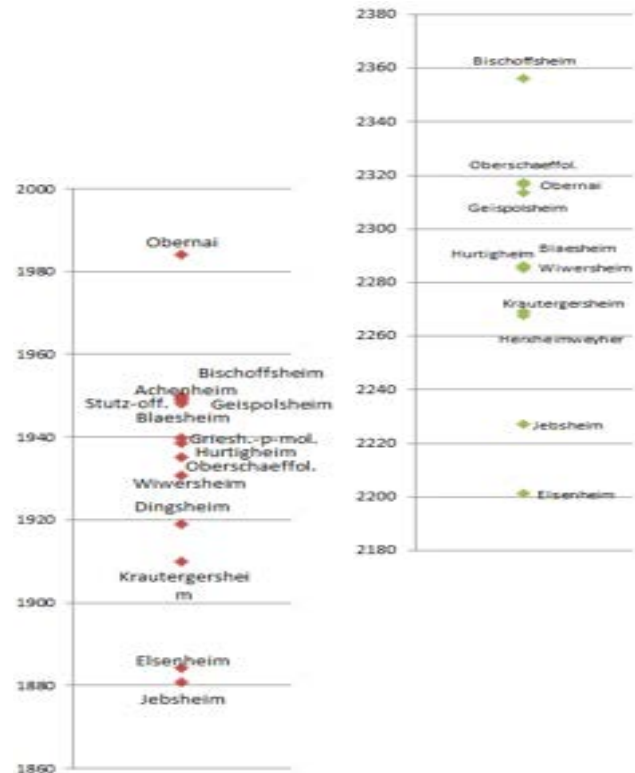 2000
1980
1960
1940
1920
1900
1880
1860
Obernai
Bischoffsheim
Achenheim
Stutz-off.
Geispolsheim
Blaesheim
Griesh.-p-mol.
Hurtigheim
Oberschaeffol.
Wiwersheim
Dingsheim
Krautergershei
m
Elsenheim
Jebsheim
2380
2360
2340
2320
2300
2280
2260
2240
2220
2200
2180
Bischoffsheim
Oberschaeffol.
Obernai
Geispolsheim
Blaesheim
Hurtigheim
Wiwersheim
Krautergersheim
Herxheimweyher
Jebsheim
Elsenheim